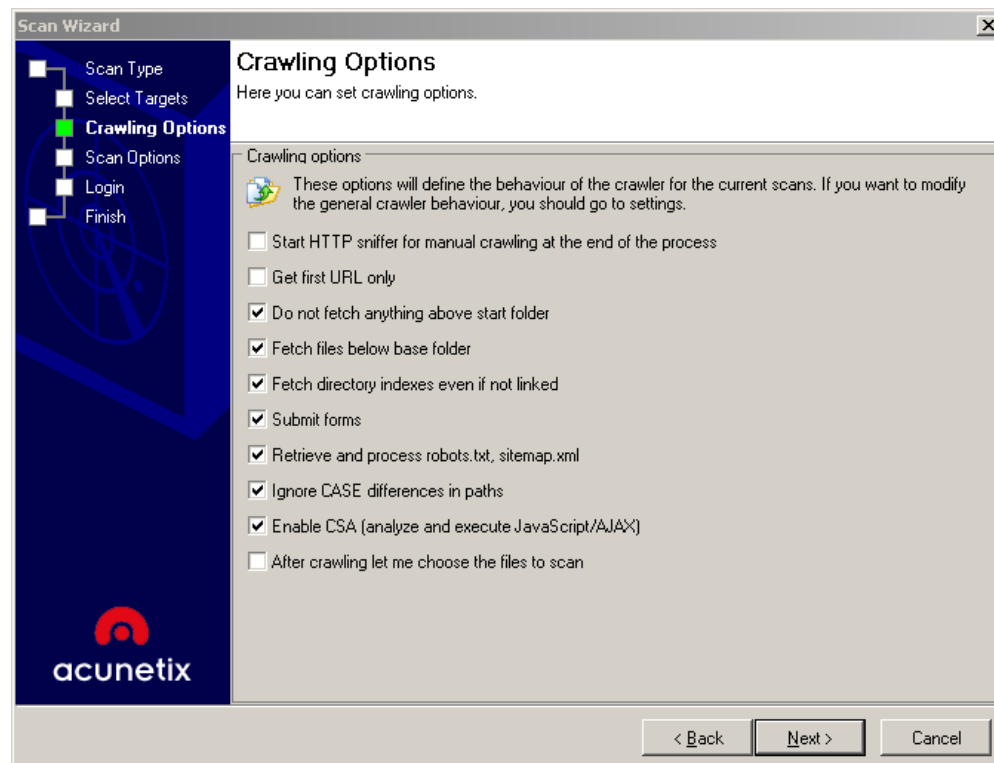 Scan Wizard
Scan Type
Select Targets
Crawling Options
Scan Options
Login
Finish
acunetix
Crawling Options
Here you can set crawling options.
Crawling options
These options will define the behaviour of the crawler for the current scans. If you want to modify
the general crawler behaviour, you should go to settings.
Start HTTP sniffer for manual crawling at the end of the process
Get first URL only
Do not fetch anything above start folder
Fetch files below base folder
Fetch directory indexes even if not linked
Submit forms
Retrieve and process robots.txt, sitemap.xml
Ignore CASE differences in paths
Enable CSA (analyze and execute JavaScript/AJAX)
After crawling let me choose the files to scan
< Back
Next >
Cancel